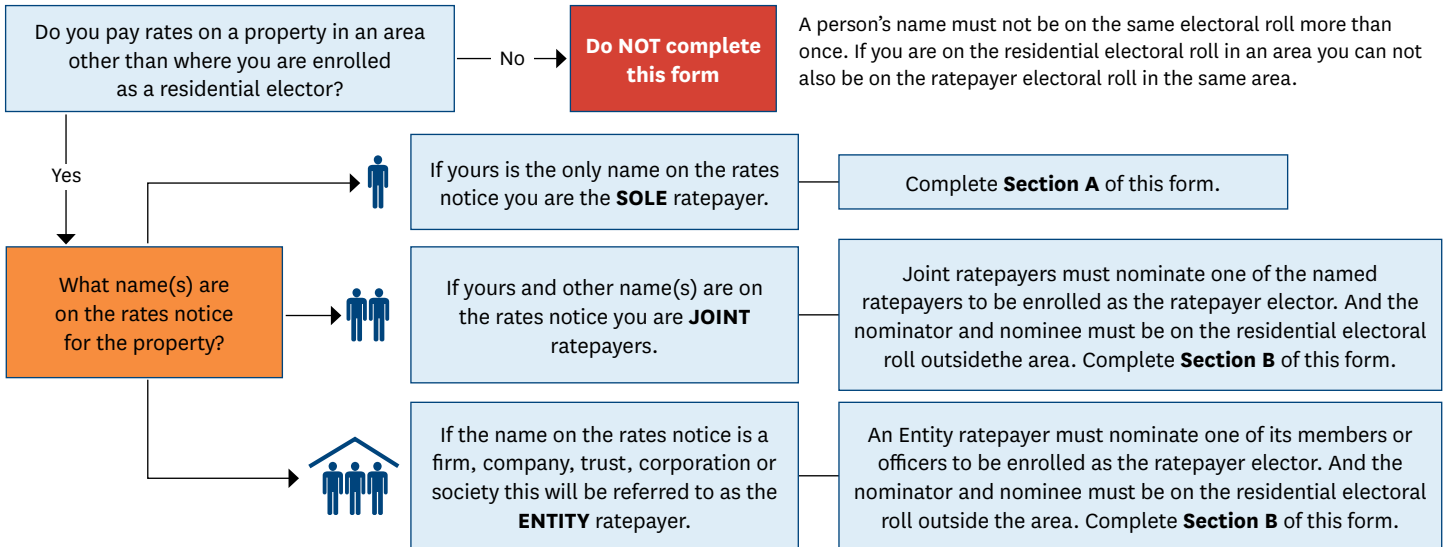 Do you pay rates on a property in an area
other than where you are enrolled
as a residential elector?
No
Do NOT complete
this form
A person's name must not be on the same electoral roll more than
once. If you are on the residential electoral roll in an area you can not
also be on the ratepayer electoral roll in the same area.
Yes
If yours is the only name on the rates
notice you are the SOLE ratepayer.
Complete Section A of this form.
What name(s) are
on the rates notice
for the property?
If yours and other name(s) are on
the rates notice you are JOINT
ratepayers.
Joint ratepayers must nominate one of the named
ratepayers to be enrolled as the ratepayer elector. And the
nominator and nominee must be on the residential electoral
roll outsidethe area. Complete Section B of this form.
If the name on the rates notice is a
firm, company, trust, corporation or
society this will be referred to as the
ENTITY ratepayer.
An Entity ratepayer must nominate one of its members or
officers to be enrolled as the ratepayer elector. And the
nominator and nominee must be on the residential electoral
roll outside the area. Complete Section B of this form.